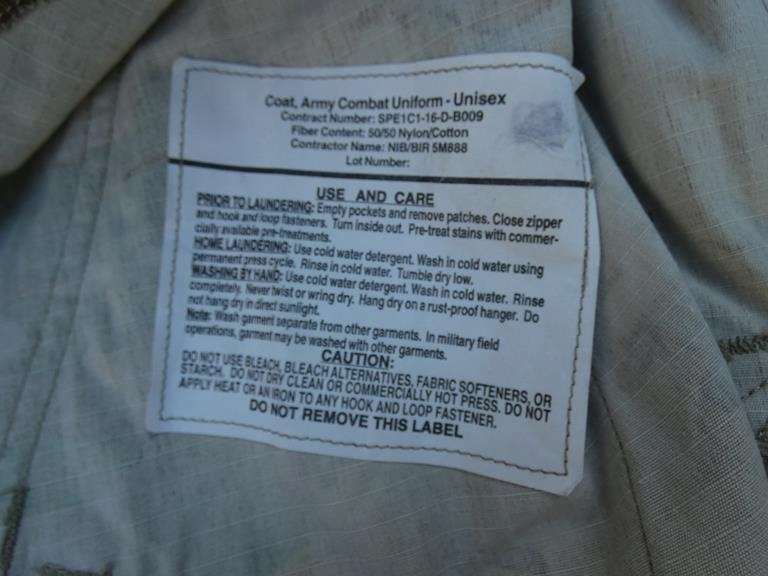 Coat, Army Combat Uniform - Unisex
Contract Number: SPE1C1-16-D-B009
Fiber Content: 50/50 Nylon/Cotton
Contractor Name: NIB/BIR 5M888
Lot Number:
USE AND CARE
PRIOR TO LAUNDERING: Empty pockets and remove patches. Close zipper
and hook and loop fasteners. Turn inside out. Pre-treat stains with commer-
cially available pre-treatments.
HOME LAUNDERING: Use cold water detergent. Wash in cold water using
permanent press cycle. Rinse in cold water. Tumble dry low.
WASHING BY HAND: Use cold water detergent. Wash in cold water. Rinse
completely. Never twist or wring dry. Hang dry on a rust-proof hanger. Do
not hang dry in direct sunlight.
Note: Wash garment separate from other garments. In military field
operations, garment may be washed with other garments.
CAUTION:
DO NOT USE BLEACH, BLEACH ALTERNATIVES, FABRIC SOFTENERS, OR
STARCH. DO NOT DRY CLEAN OR COMMERCIALLY HOT PRESS. DO NOT
APPLY HEAT OR AN IRON TO ANY HOOK AND LOOP FASTENER.
DO NOT REMOVE THIS LABEL